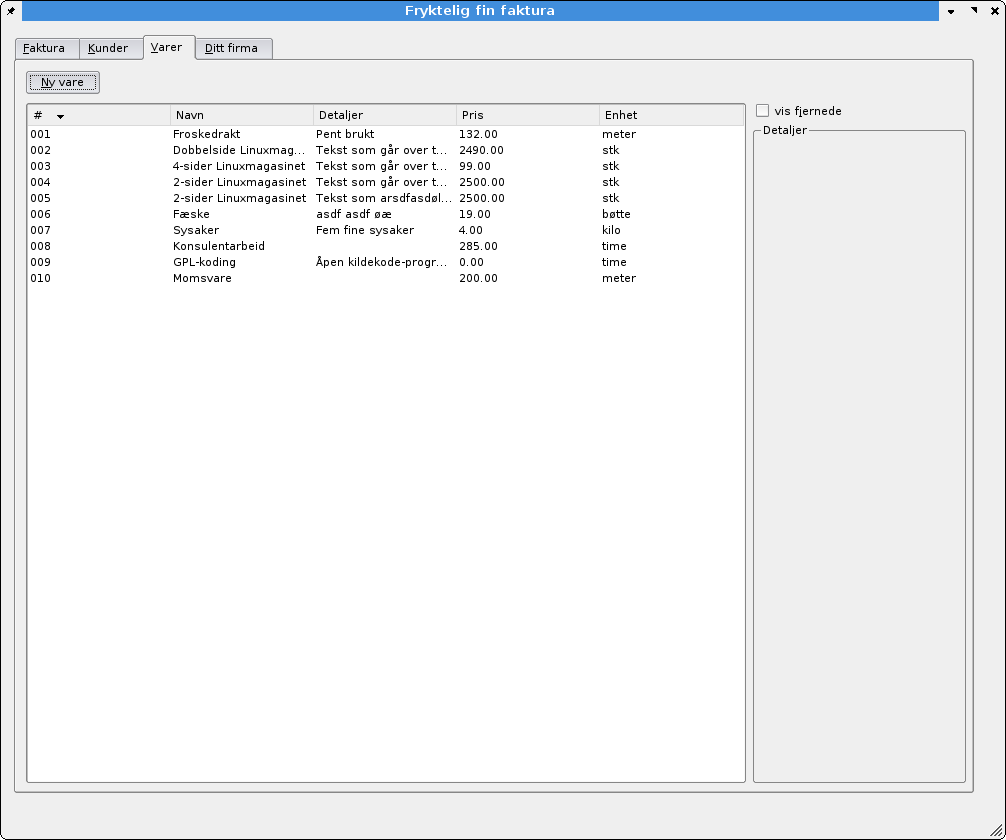 Fryktelig fin faktura
Faktura Kunder Varer Ditt firma
Ny vare
# Navn Detaljer Pris Enhet
vis fjernede
Detaljer
001 Froskedrakt Pent brukt 132.00 meter
002 Dobbelside Linuxmag... Tekst som går over t... 2490.00 stk
003 4-sider Linuxmagasinet Tekst som går over t... 99.00 stk
004 2-sider Linuxmagasinet Tekst som går over t... 2500.00 stk
005 2-sider Linuxmagasinet Tekst som arsdfasdøl... 2500.00 stk
006 Fæske asdf asdf øæ 19.00 bøtte
007 Sysaker Fem fine sysaker 4.00 kilo
008 Konsulentarbeid 285.00 time
009 GPL-koding Åpen kildekode-progr... 0.00 time
010 Momsvare 200.00 meter